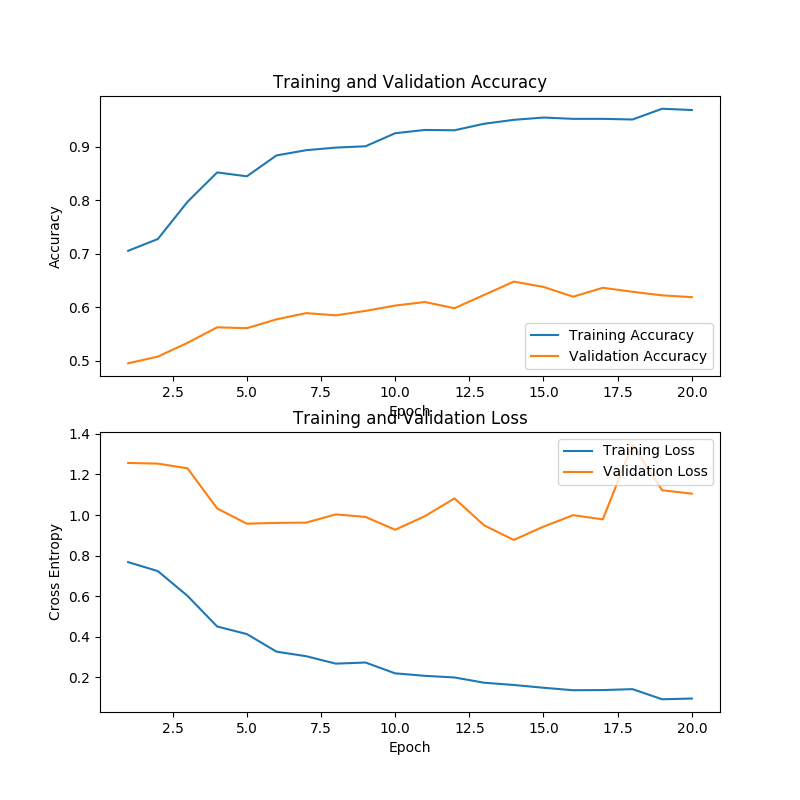 Training and Validation Accuracy
Accuracy
0.9
0.8
0.7
0.6
0.5
Training Accuracy
Validation Accuracy
2.5 5.0 7.5 10.0 12.5 15.0 17.5 20.0
Epoch
Training and Validation Loss
Cross Entropy
1.4
1.2
1.0
0.8
0.6
0.4
0.2
Training Loss
Validation Loss
2.5 5.0 7.5 10.0 12.5 15.0 17.5 20.0
Epoch